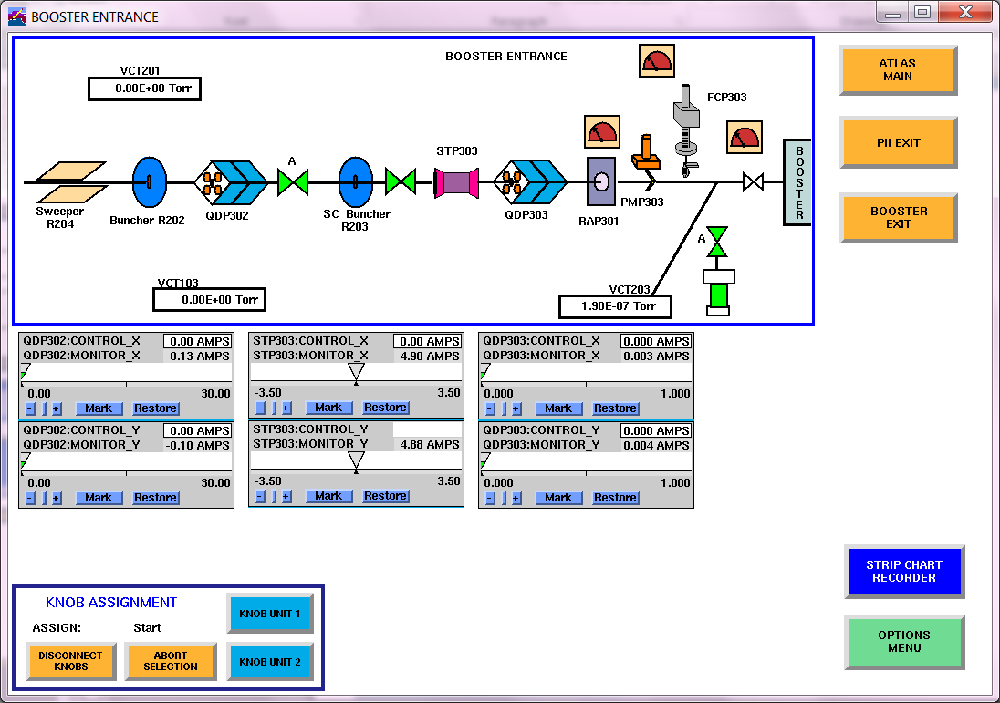 BOOSTER ENTRANCE
BOOSTER ENTRANCE
VCT201
0.00E+00 Torr
FCP303
STP303
A
BOOSTER
Sweeper
R204
Buncher R202
QDP302
SC Buncher
R203
QDP303
RAP301
PMP303
A
VCT103
0.00E+00 Torr
VCT203
1.90E-07 Torr
ATLAS
MAIN
PII EXIT
BOOSTER
EXIT
QDP302:CONTROL_X 0.00 AMPS
QDP302:MONITOR_X -0.13 AMPS
0.00 30.00
- + Mark Restore
STP303:CONTROL_X 0.00 AMPS
STP303:MONITOR_X 4.90 AMPS
-3.50 3.50
- + Mark Restore
QDP303:CONTROL_X 0.000 AMPS
QDP303:MONITOR_X 0.003 AMPS
0.000 1.000
- + Mark Restore
QDP302:CONTROL_Y 0.00 AMPS
QDP302:MONITOR_Y -0.10 AMPS
0.00 30.00
- + Mark Restore
STP303:CONTROL_Y
STP303:MONITOR_Y 4.88 AMPS
-3.50 3.50
- + Mark Restore
QDP303:CONTROL_Y 0.000 AMPS
QDP303:MONITOR_Y 0.004 AMPS
0.000 1.000
- + Mark Restore
KNOB ASSIGNMENT
ASSIGN: Start
KNOB UNIT 1
DISCONNECT
KNOBS
ABORT
SELECTION
KNOB UNIT 2
STRIP CHART
RECORDER
OPTIONS
MENU